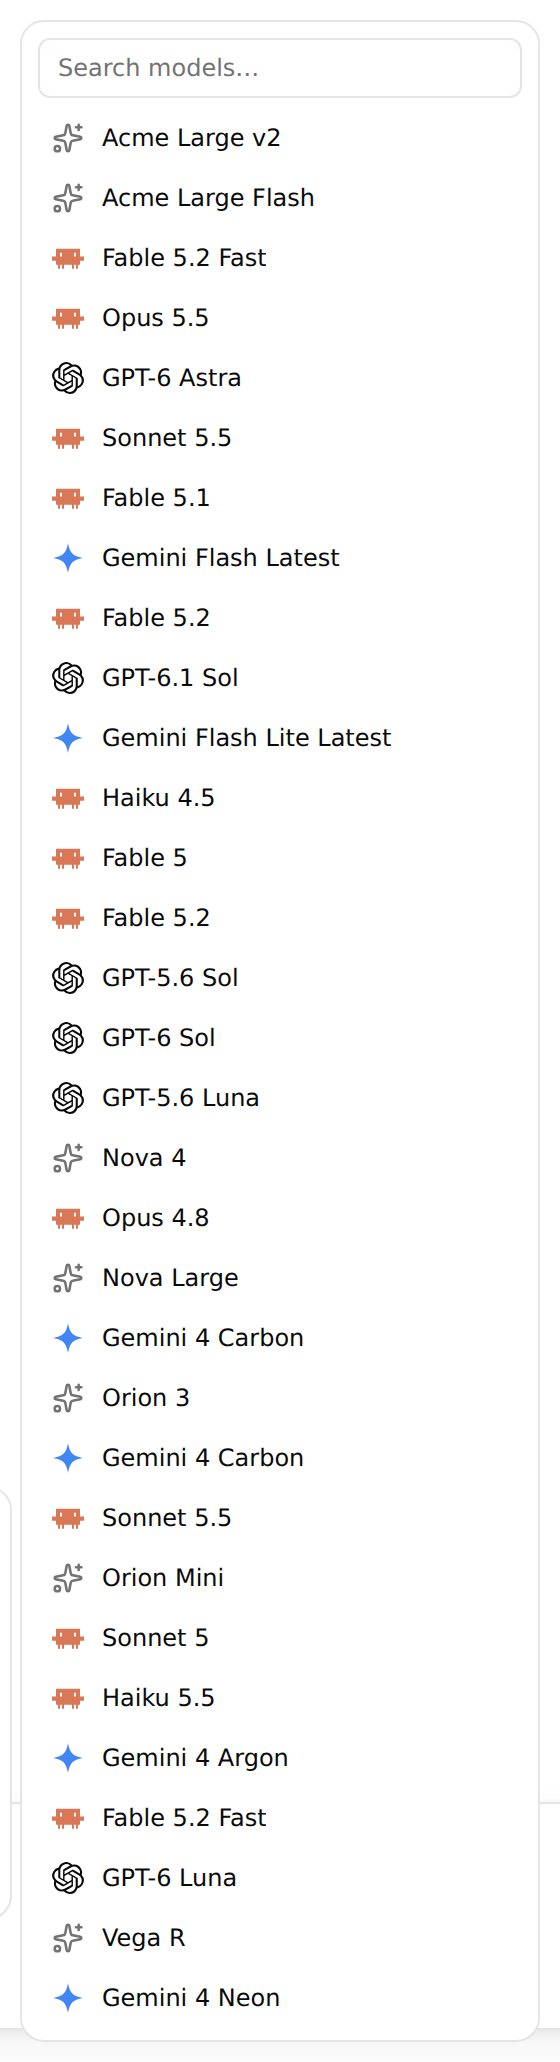 Search models...
Acme Large v2
Acme Large Flash
Fable 5.2 Fast
Opus 5.5
GPT-6 Astra
Sonnet 5.5
Fable 5.1
Gemini Flash Latest
Fable 5.2
GPT-6.1 Sol
Gemini Flash Lite Latest
Haiku 4.5
Fable 5
Fable 5.2
GPT-5.6 Sol
GPT-6 Sol
GPT-5.6 Luna
Nova 4
Opus 4.8
Nova Large
Gemini 4 Carbon
Orion 3
Gemini 4 Carbon
Sonnet 5.5
Orion Mini
Sonnet 5
Haiku 5.5
Gemini 4 Argon
Fable 5.2 Fast
GPT-6 Luna
Vega R
Gemini 4 Neon